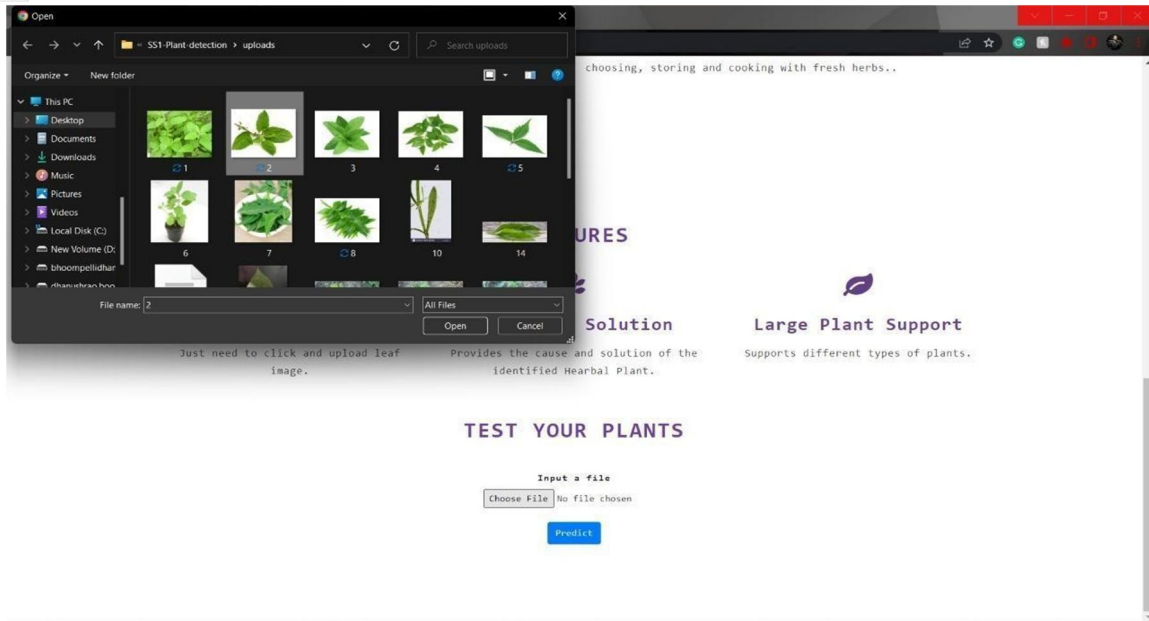 Open
SS1-Plant-detection > uploads
Search uploads
Organize
New folder
This PC
Desktop
Documents
Downloads
Music
Pictures
Videos
Local Disk (C:)
New Volume (D:
bhoompellidhar
1
2
3
4
5
6
7
8
10
14
File name: 2
All Files
Open
Cancel
choosing, storing and cooking with fresh herbs..
URES
Solution
Large Plant Support
Just need to click and upload leaf
image.
Provides the cause and solution of the
identified Hearbal Plant.
Supports different types of plants.
TEST YOUR PLANTS
Input a file
Choose File No file chosen
Predict